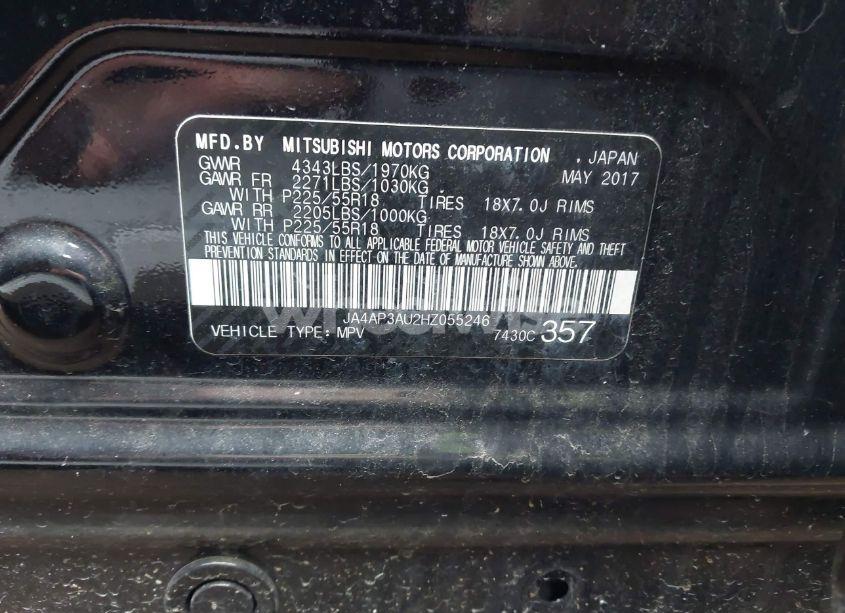 MFD.BY MITSUBISHI MOTORS CORPORATION , JAPAN
GVWR 4343LBS/1970KG MAY 2017
GAWR FR 2271LBS/1030KG
WITH P225/55R18 TIRES 18X7.0J RIMS
GAWR RR 2205LBS/1000KG
WITH P225/55R18 TIRES 18X7.0J RIMS
THIS VEHICLE CONFORMS TO ALL APPLICABLE FEDERAL MOTOR VEHICLE SAFETY AND THEFT
PREVENTION STANDARDS IN EFFECT ON THE DATE OF MANUFACTURE SHOWN ABOVE.
JA4AP3AU2HZ055246
VEHICLE TYPE:MPV 7430C 357